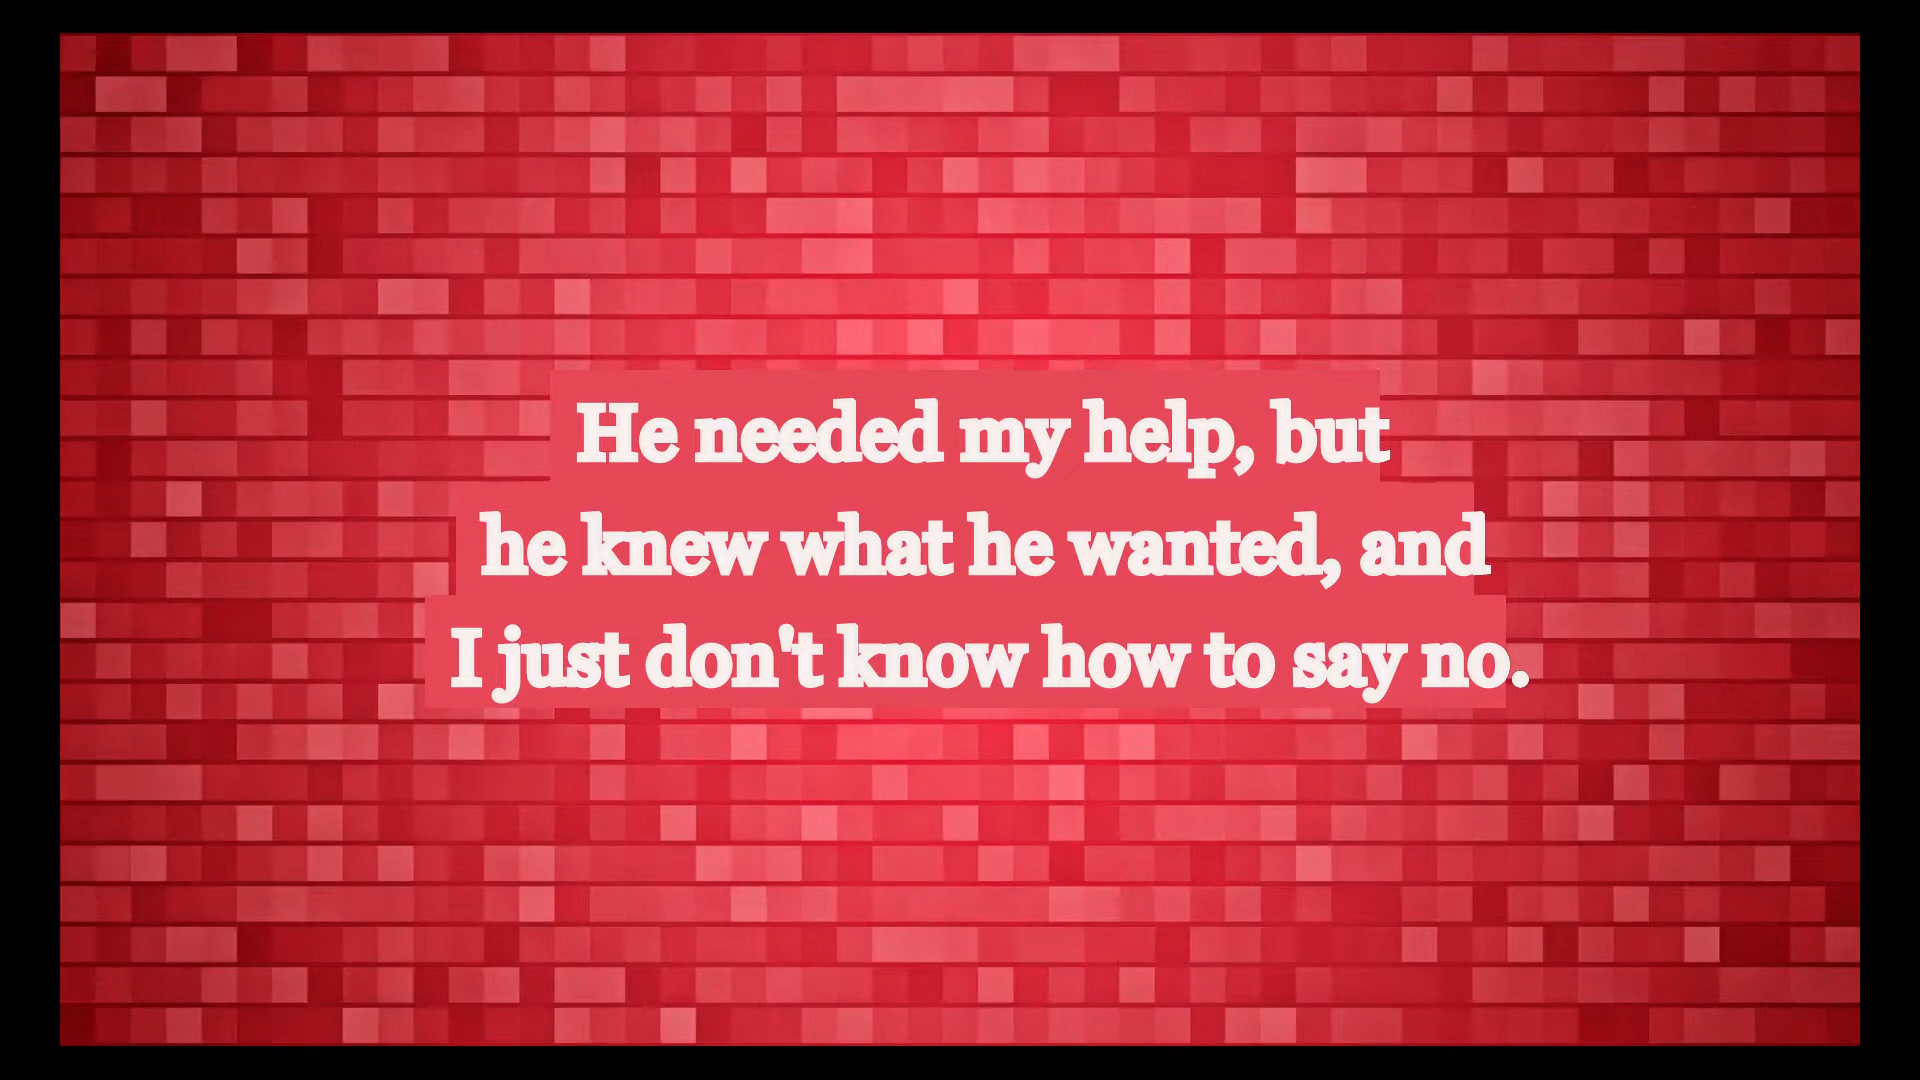 He needed my help, but
he knew what he wanted, and
I just don't know how to say no.